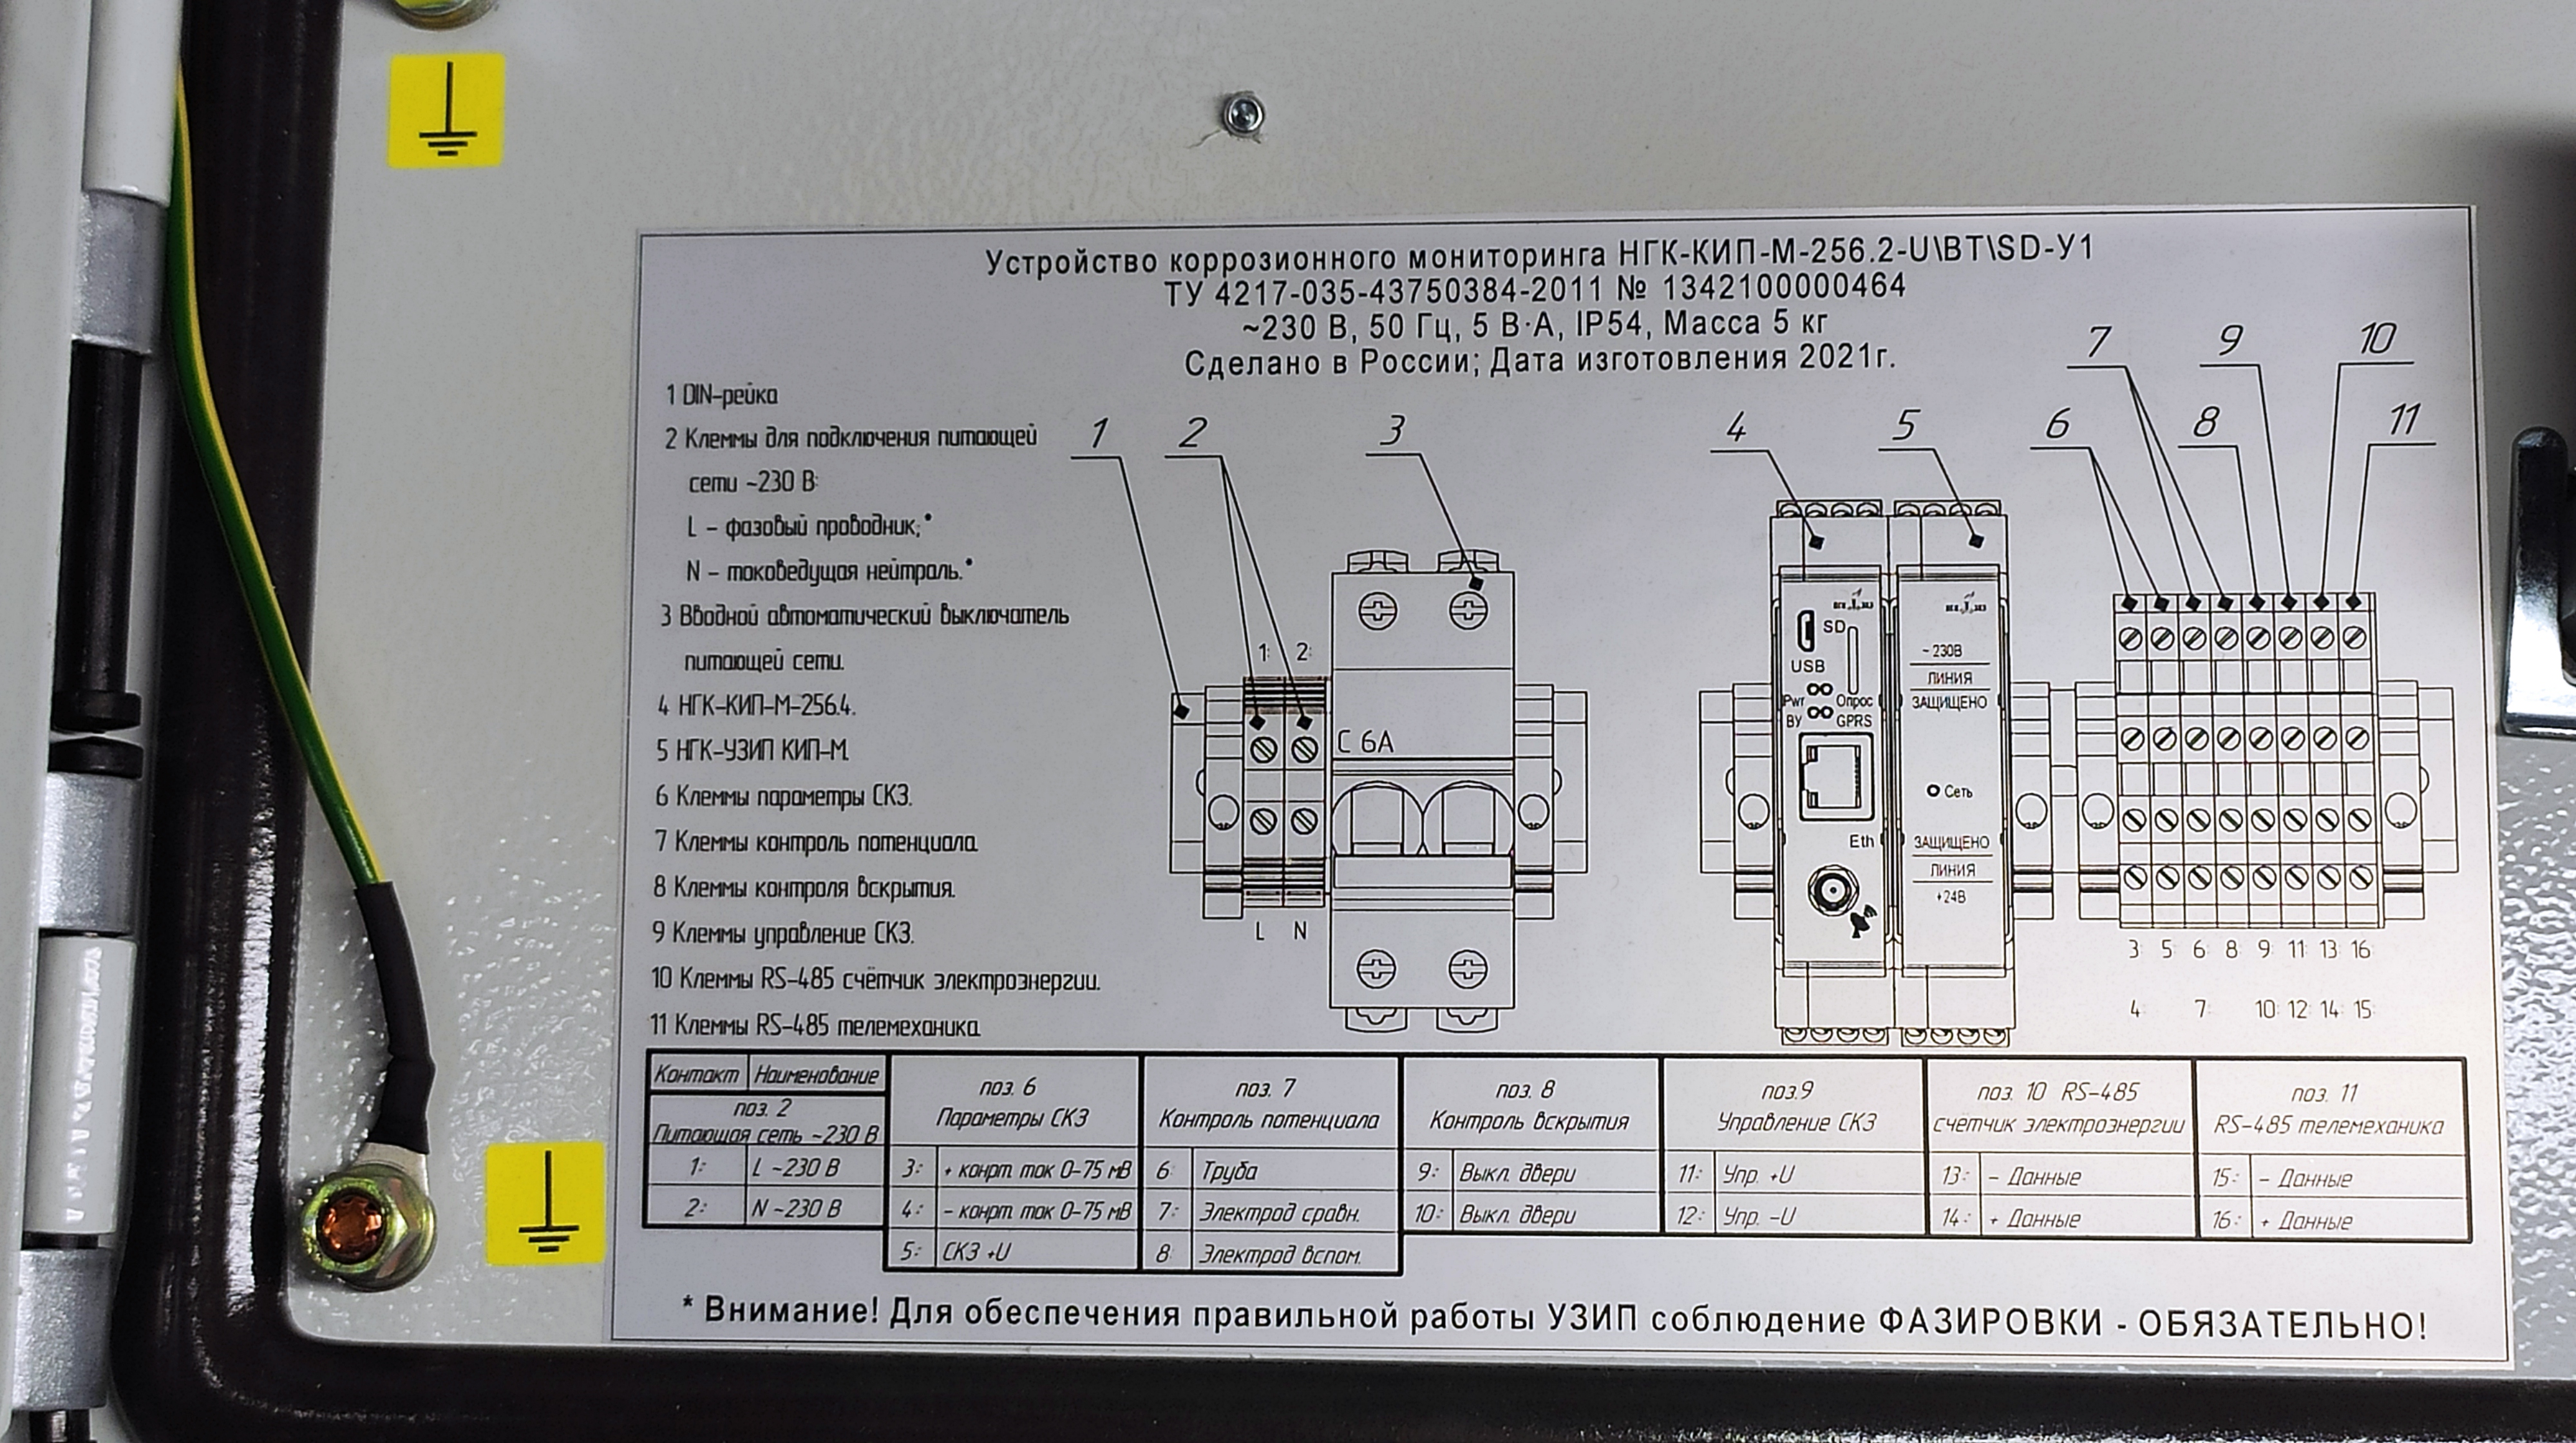 Устройство коррозионного мониторинга НГК-КИП-М-256.2-U\BT\SD-У1
ТУ 4217-035-43750384-2011 № 1342100000464
~230 В, 50 Гц, 5 В·А, IP54, Масса 5 кг
Сделано в России; Дата изготовления 2021г.
1 DIN-рейка
2 Клеммы для подключения питающей
сети ~230 В:
L - фазовый проводник;*
N - токоведущая нейтраль.*
3 Вводной автоматический выключатель
питающей сети.
4 НГК-КИП-М-256.4.
5 НГК-УЗИП КИП-М.
6 Клеммы параметры СКЗ.
7 Клеммы контроль потенциала.
8 Клеммы контроля вскрытия.
9 Клеммы управление СКЗ.
10 Клеммы RS-485 счётчик электроэнергии.
11 Клеммы RS-485 телемеханика
1 2 3 4 5 6 7 8 9 10 11
1: 2:
С 6А
L N
SD
USB
Pwr Опрос
ВУ GPRS
Eth
~230В
ЛИНИЯ
ЗАЩИЩЕНО
Сеть
ЗАЩИЩЕНО
ЛИНИЯ
+24В
3: 5: 6: 8: 9: 11: 13: 16:
4: 7: 10: 12: 14: 15:
Контакт Наименование
поз. 2
Питающая сеть ~230 В
1: L ~230 В
2: N ~230 В
поз. 6
Параметры СКЗ
3: + конрт. ток 0-75 мВ
4: - конрт. ток 0-75 мВ
5: СКЗ +U
поз. 7
Контроль потенциала
6: Труба
7: Электрод сравн.
8: Электрод вспом.
поз. 8
Контроль вскрытия
9: Выкл. двери
10: Выкл. двери
поз.9
Управление СКЗ
11: Упр. +U
12: Упр. -U
поз. 10 RS-485
счётчик электроэнергии
13: - Данные
14: + Данные
поз. 11
RS-485 телемеханика
15: - Данные
16: + Данные
* Внимание! Для обеспечения правильной работы УЗИП соблюдение ФАЗИРОВКИ - ОБЯЗАТЕЛЬНО!